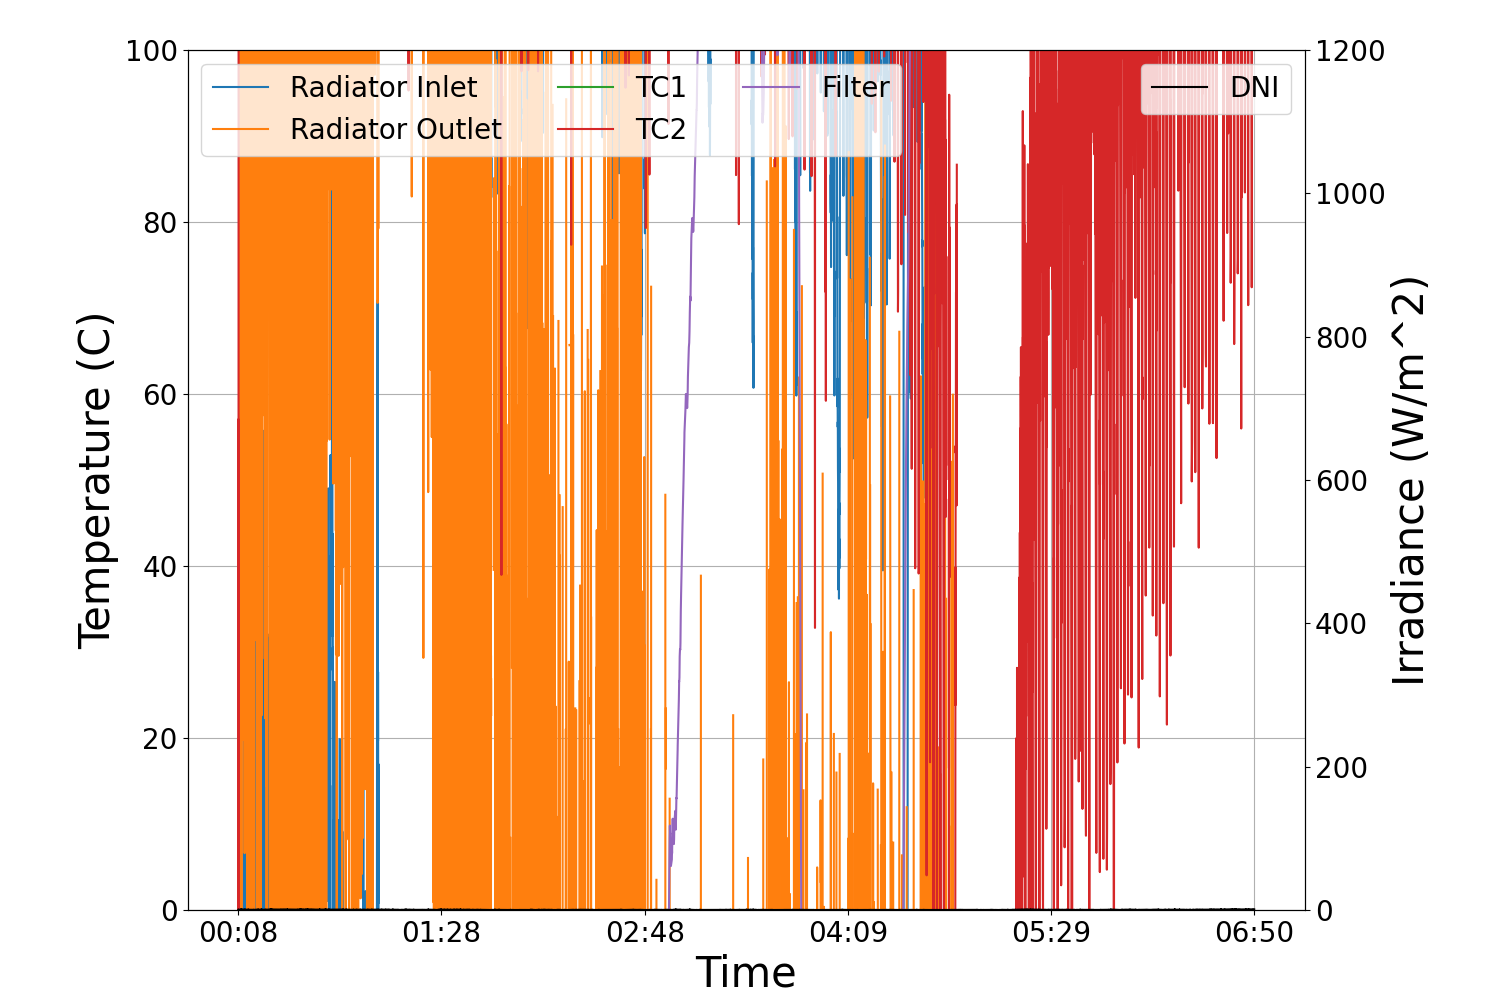 100
80
60
40
20
0
Temperature (C)
Radiator Inlet
Radiator Outlet
TC1
TC2
Filter
DNI
1200
1000
800
600
400
200
0
Irradiance (W/m^2)
00:08
01:28
02:48
04:09
05:29
06:50
Time